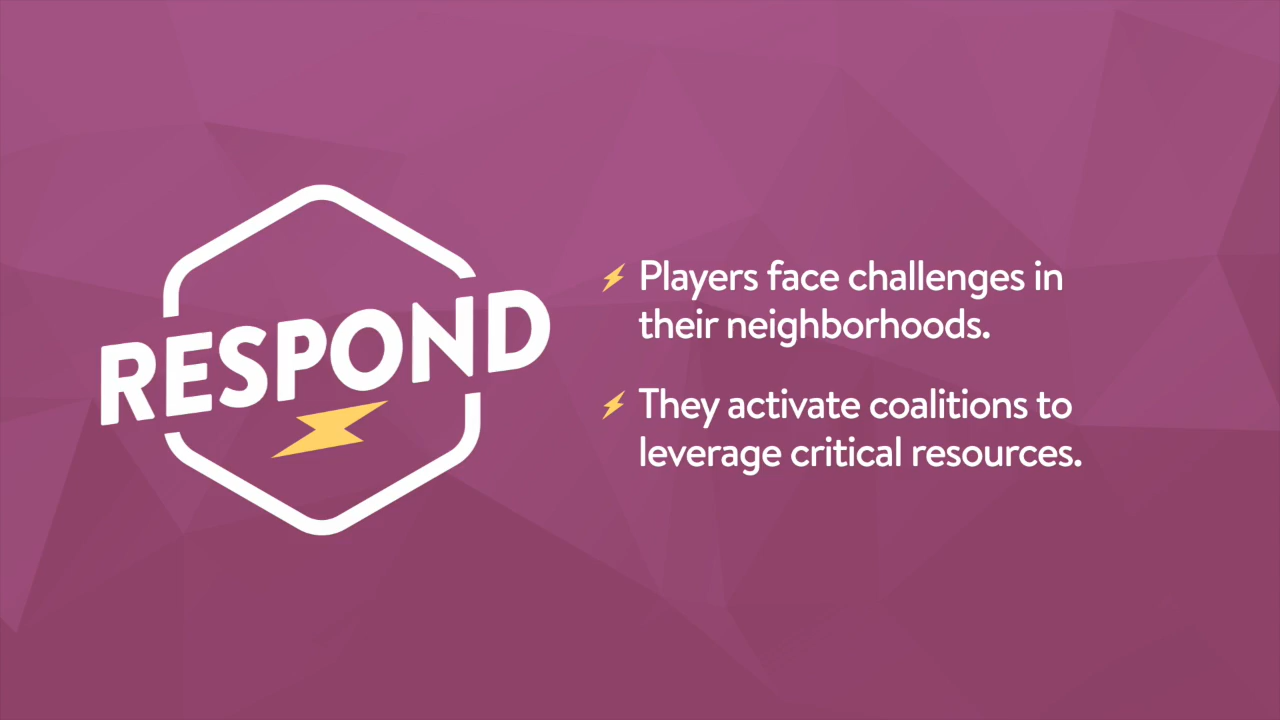 RESPOND
Players face challenges in
their neighborhoods.
They activate coalitions to
leverage critical resources.